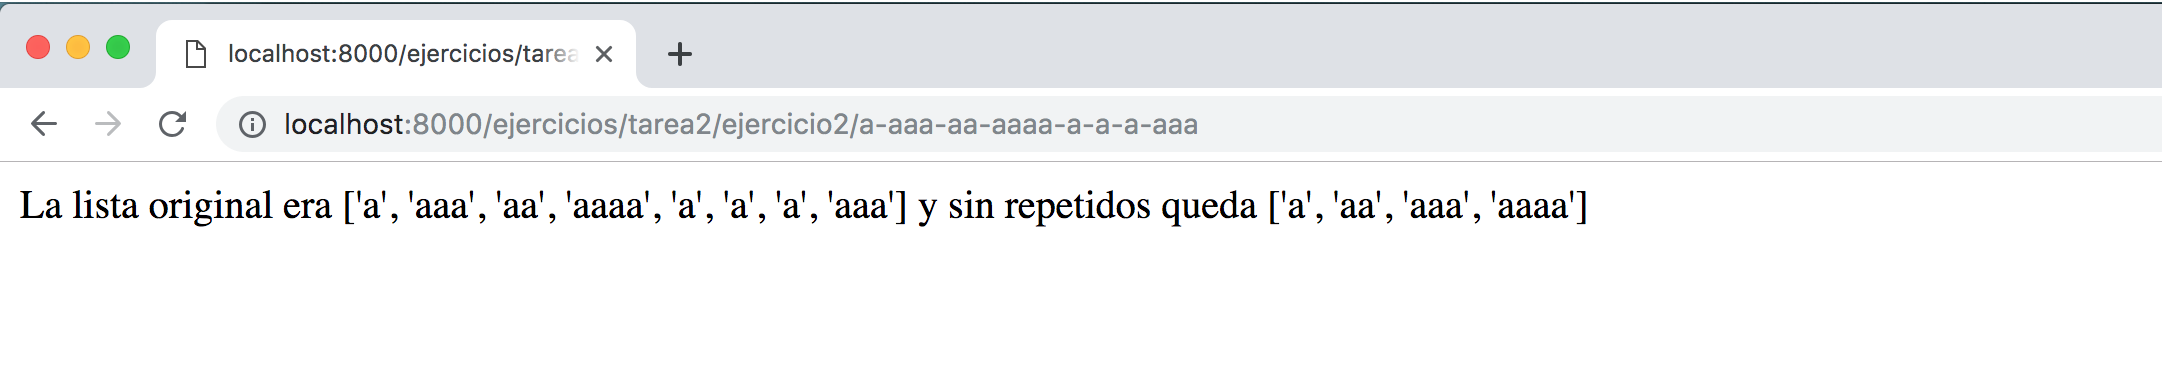 localhost:8000/ejercicios/tarea
localhost:8000/ejercicios/tarea2/ejercicio2/a-aaa-aa-aaaa-a-a-a-aaa
La lista original era ['a', 'aaa', 'aa', 'aaaa', 'a', 'a', 'a', 'aaa'] y sin repetidos queda ['a', 'aa', 'aaa', 'aaaa']